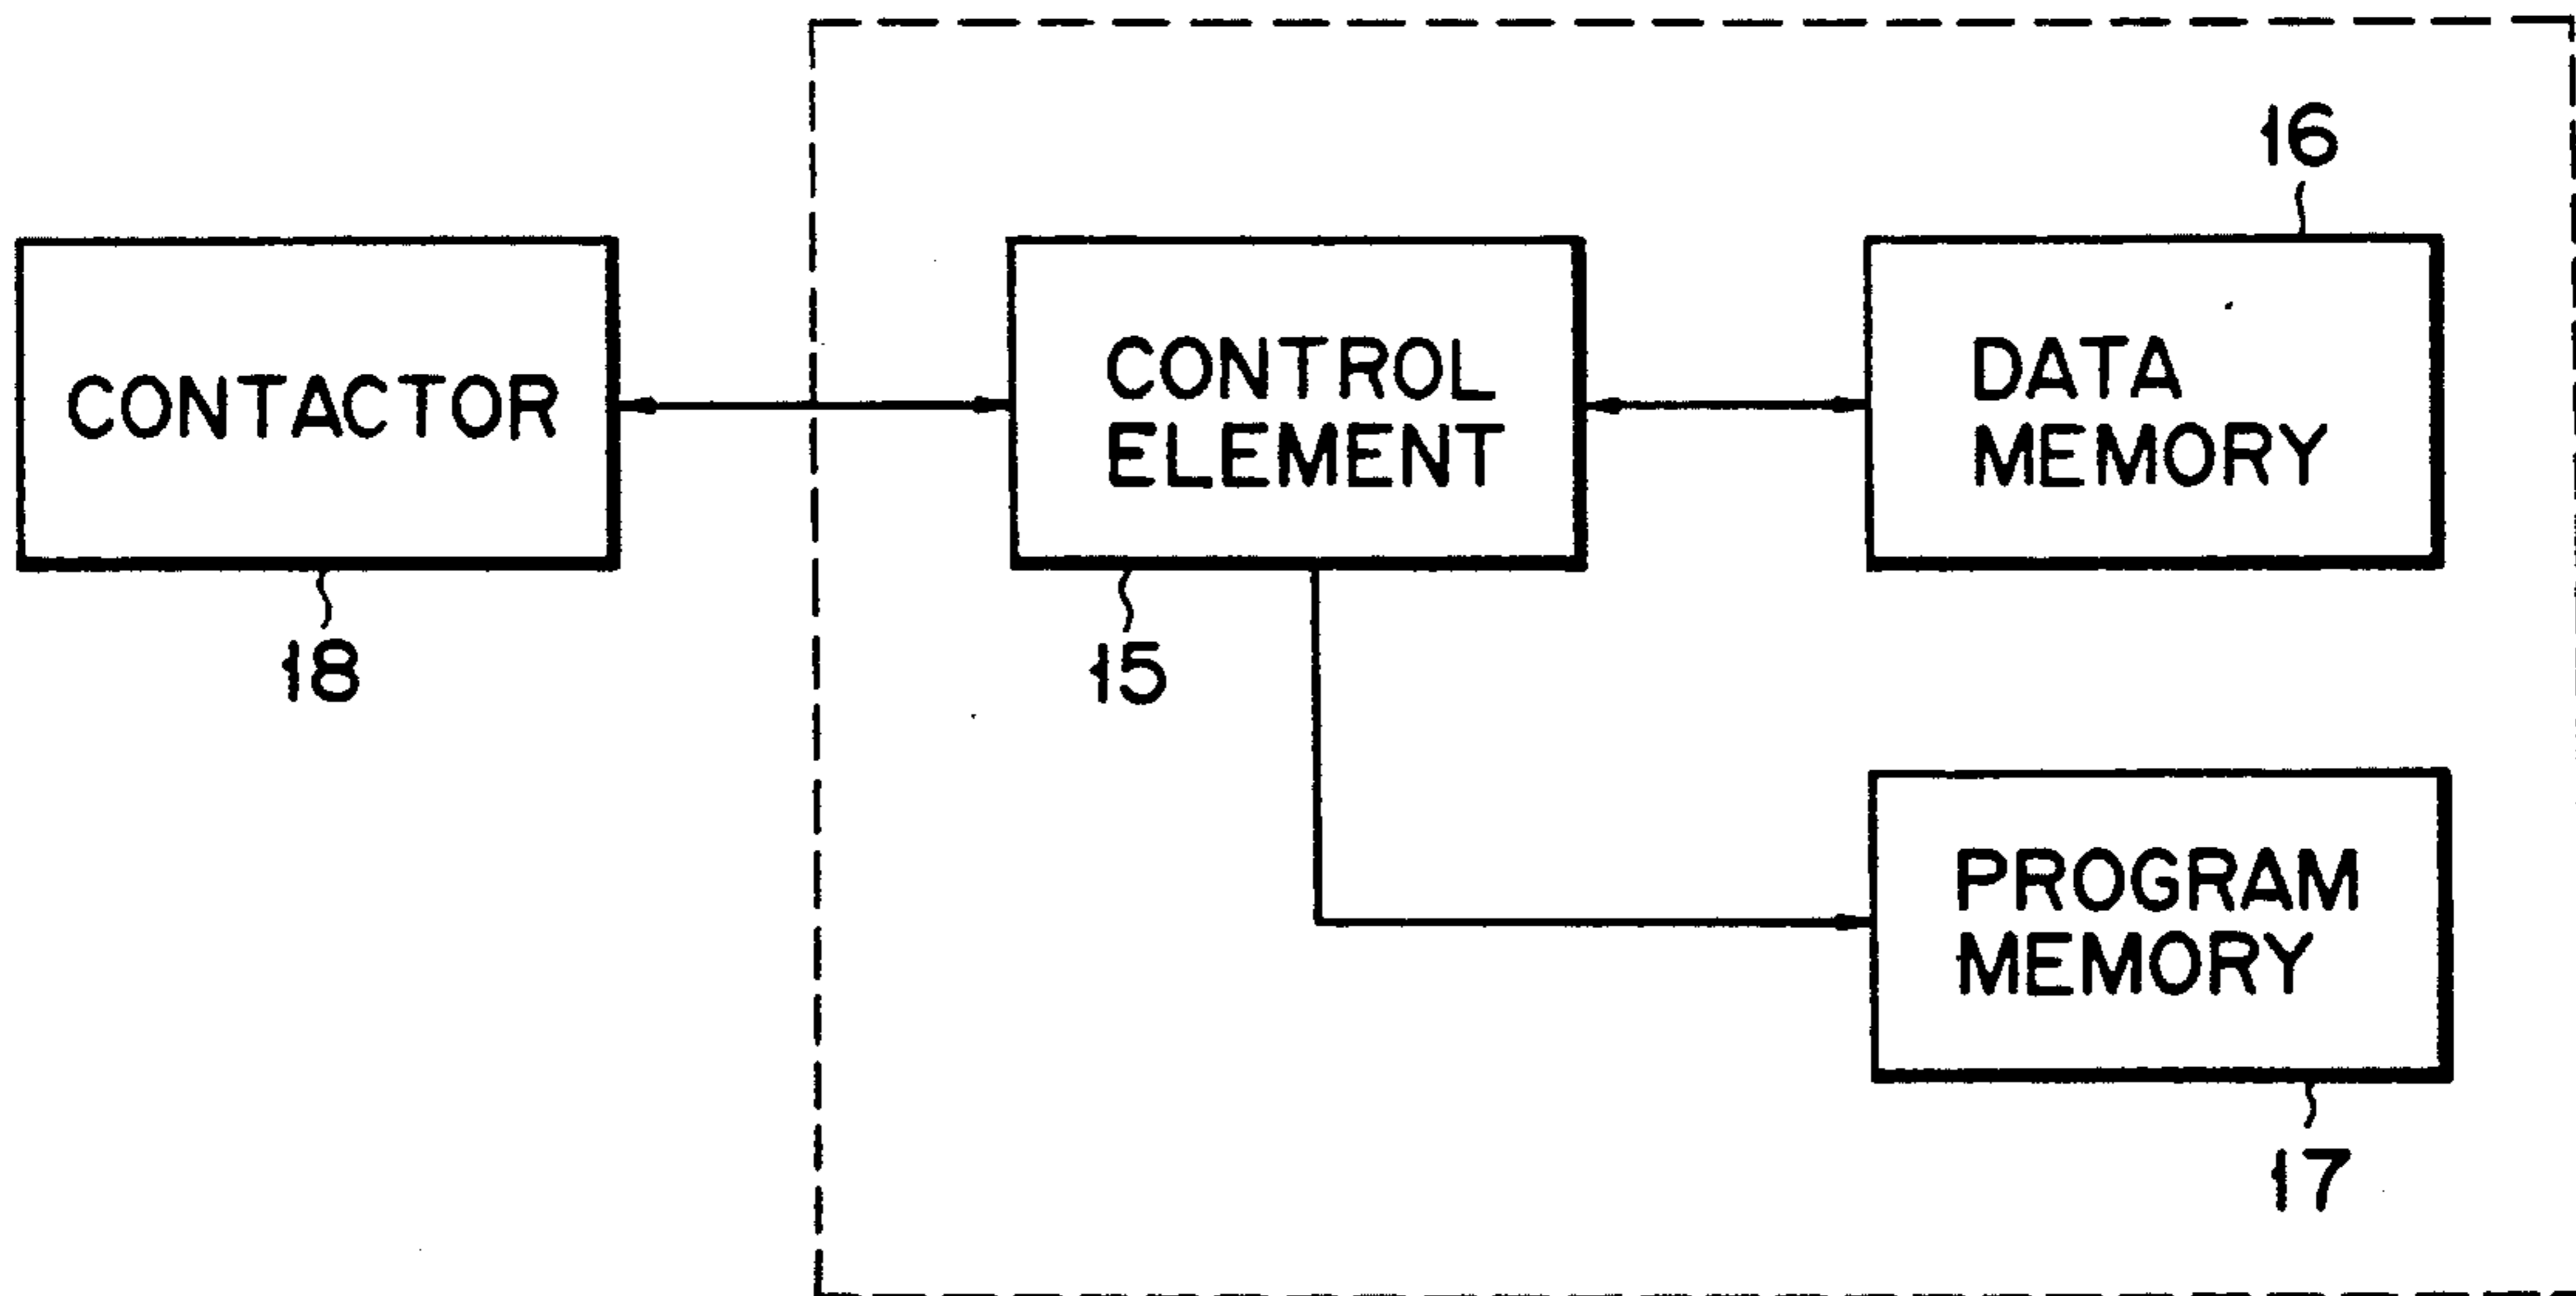 16
CONTACTOR
CONTROL
ELEMENT
DATA
MEMORY
18
15
PROGRAM
MEMORY
17